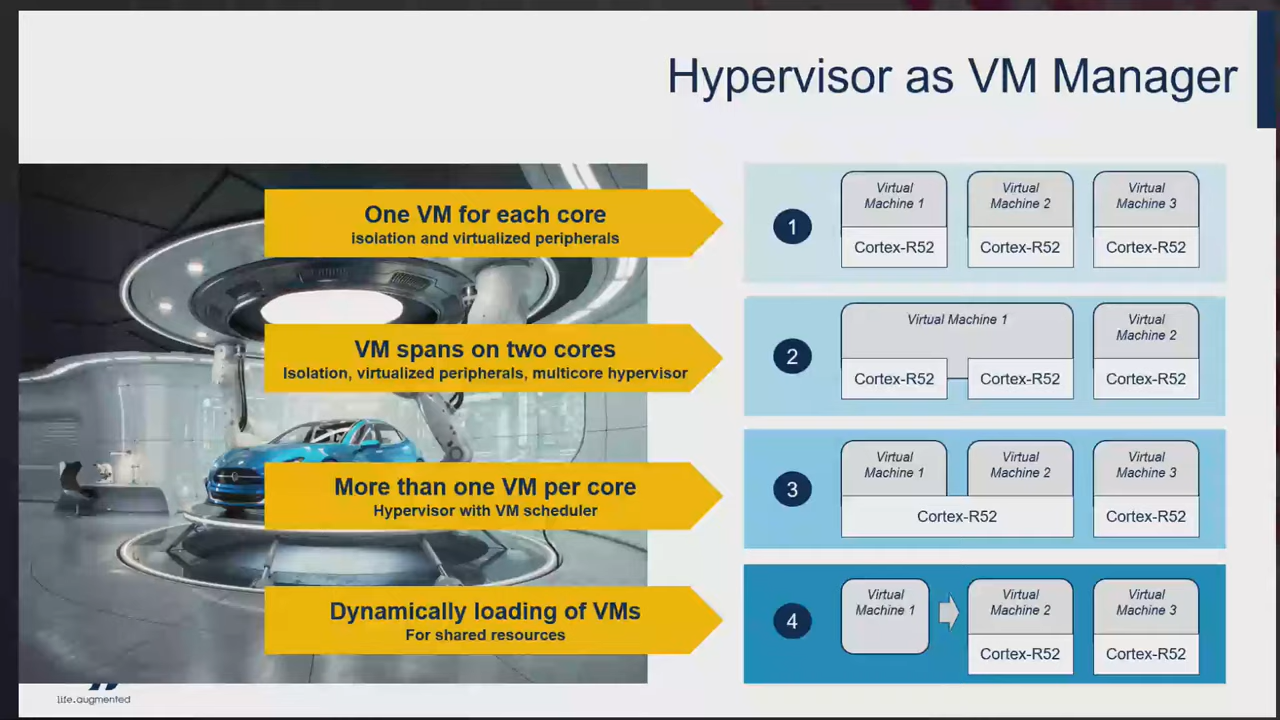 Hypervisor as VM Manager
One VM for each core
isolation and virtualized peripherals
1
Virtual
Machine 1
Virtual
Machine 2
Virtual
Machine 3
Cortex-R52
Cortex-R52
Cortex-R52
VM spans on two cores
Isolation, virtualized peripherals, multicore hypervisor
2
Virtual Machine 1
Virtual
Machine 2
Cortex-R52
Cortex-R52
Cortex-R52
More than one VM per core
Hypervisor with VM scheduler
3
Virtual
Machine 1
Virtual
Machine 2
Virtual
Machine 3
Cortex-R52
Cortex-R52
Dynamically loading of VMs
For shared resources
4
Virtual
Machine 1
Virtual
Machine 2
Virtual
Machine 3
Cortex-R52
Cortex-R52
life.augmented